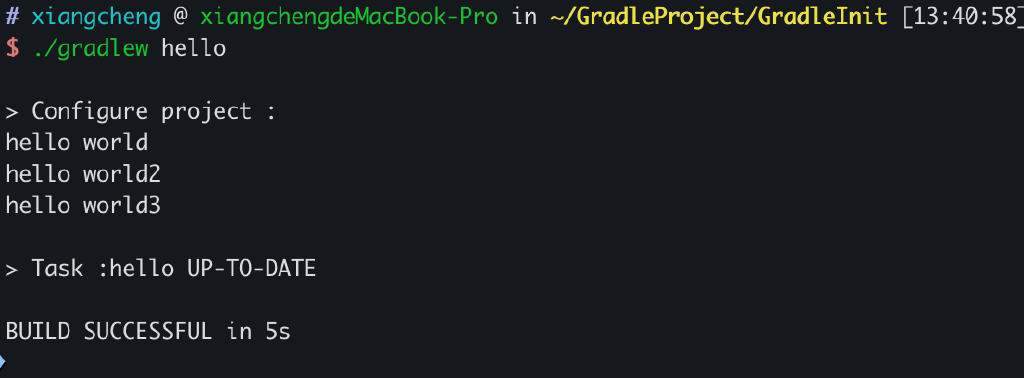 # xiangcheng @ xiangchengdeMacBook-Pro in ~/GradleProject/GradleInit [13:40:58]
$ ./gradlew hello
> Configure project :
hello world
hello world2
hello world3
> Task :hello UP-TO-DATE
BUILD SUCCESSFUL in 5s